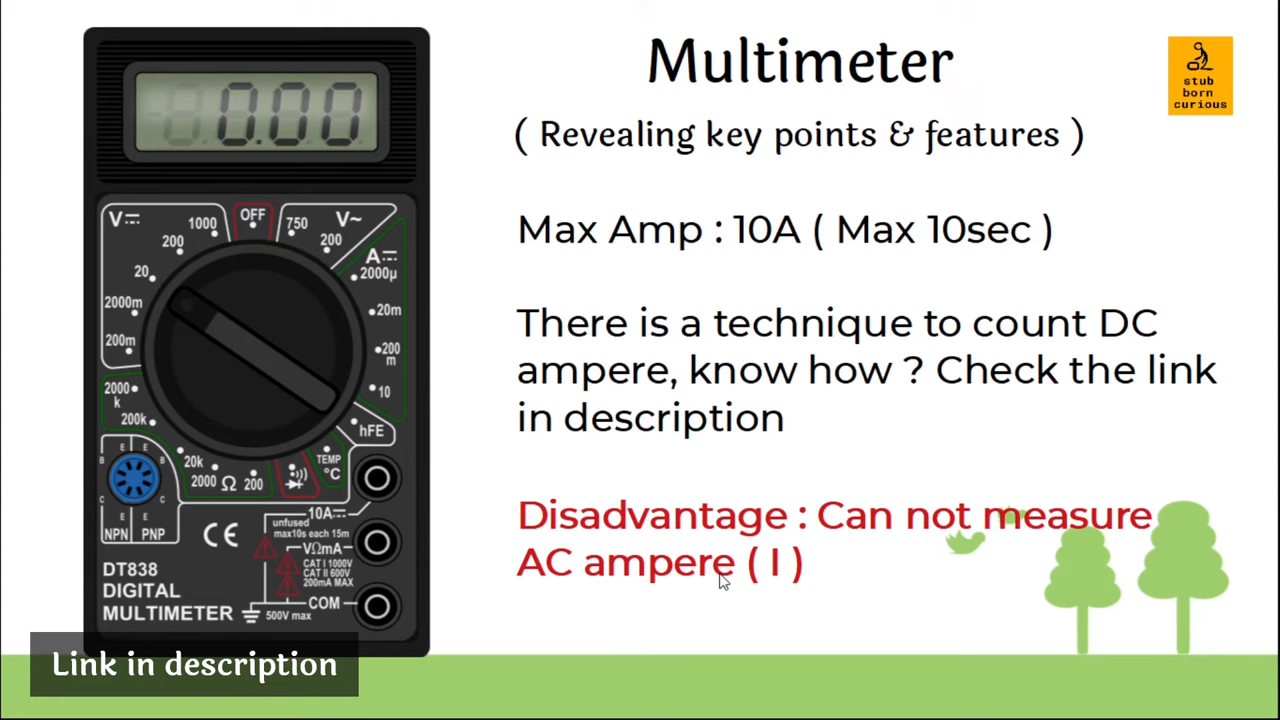 Multimeter
( Revealing key points & features )
stub
born
curious
Max Amp : 10A ( Max 10sec )
There is a technique to count DC
ampere, know how ? Check the link
in description
Disadvantage : Can not measure
AC ampere ( I )
0.00
OFF
V⎓
1000
200
20
2000m
200m
750
V~
200
A⎓
2000µ
20m
200
m
10
hFE
TEMP
°C
2000
k
200k
20k
2000
Ω
200
E
E
B
B
C
C
E
E
NPN
PNP
CE
10A⎓
unfused
max10s each 15m
VΩmA
CAT I 1000V
CAT II 600V
200mA MAX
COM
500V max
DT838
DIGITAL
MULTIMETER
Link in description